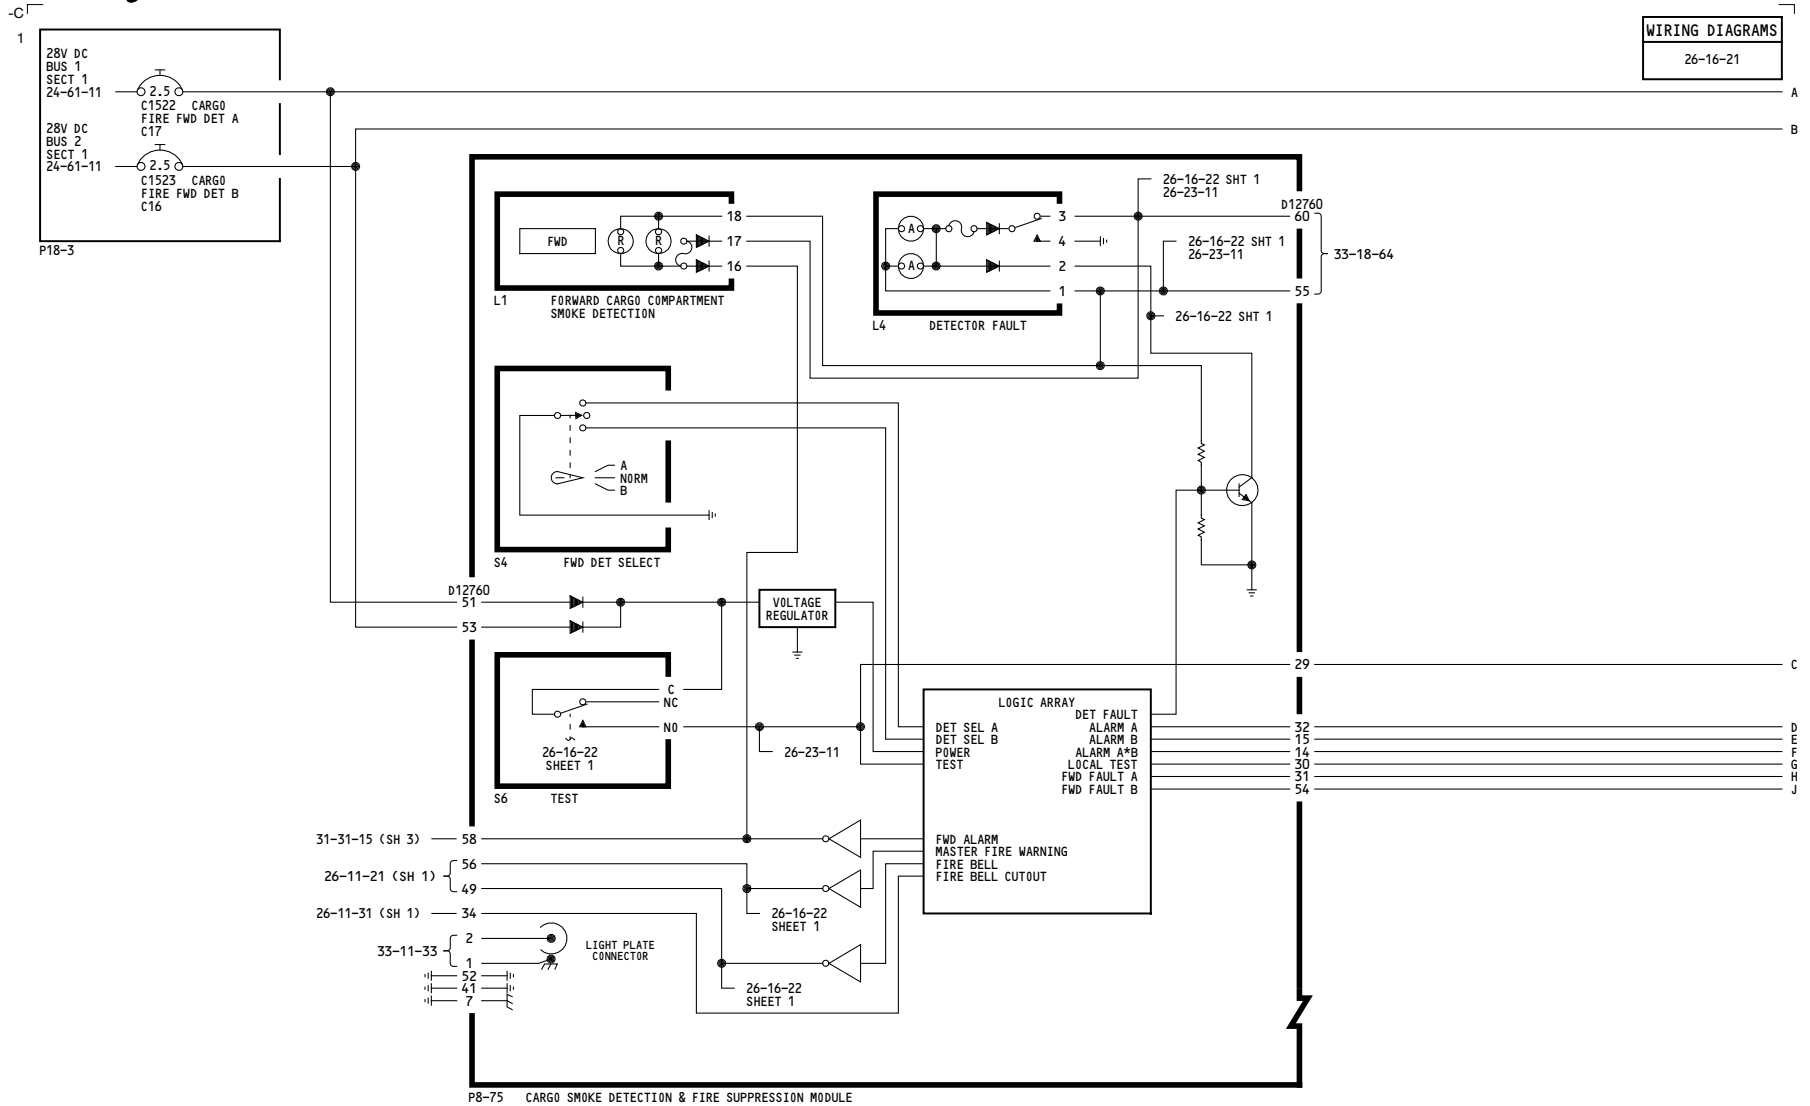 -C
1
WIRING DIAGRAMS
26-16-21
28V DC
BUS 1
SECT 1
24-61-11
2.5
C1522 CARGO
FIRE FWD DET A
C17
28V DC
BUS 2
SECT 1
24-61-11
2.5
C1523 CARGO
FIRE FWD DET B
C16
P18-3
A
B
FWD
R
R
18
17
16
L1
FORWARD CARGO COMPARTMENT
SMOKE DETECTION
A
A
3
4
2
1
L4
DETECTOR FAULT
26-16-22 SHT 1
26-23-11
D12760
60
26-16-22 SHT 1
26-23-11
33-18-64
55
26-16-22 SHT 1
A
NORM
B
S4
FWD DET SELECT
D12760
51
53
VOLTAGE
REGULATOR
C
NC
NO
26-16-22
SHEET 1
S6
TEST
26-23-11
29
C
LOGIC ARRAY
DET FAULT
DET SEL A
DET SEL B
POWER
TEST
ALARM A
ALARM B
ALARM A*B
LOCAL TEST
FWD FAULT A
FWD FAULT B
32
15
14
30
31
54
D
E
F
G
H
J
FWD ALARM
MASTER FIRE WARNING
FIRE BELL
FIRE BELL CUTOUT
31-31-15 (SH 3)
58
56
26-11-21 (SH 1)
49
26-11-31 (SH 1)
34
26-16-22
SHEET 1
33-11-33
2
1
LIGHT PLATE
CONNECTOR
52
41
7
26-16-22
SHEET 1
P8-75
CARGO SMOKE DETECTION & FIRE SUPPRESSION MODULE